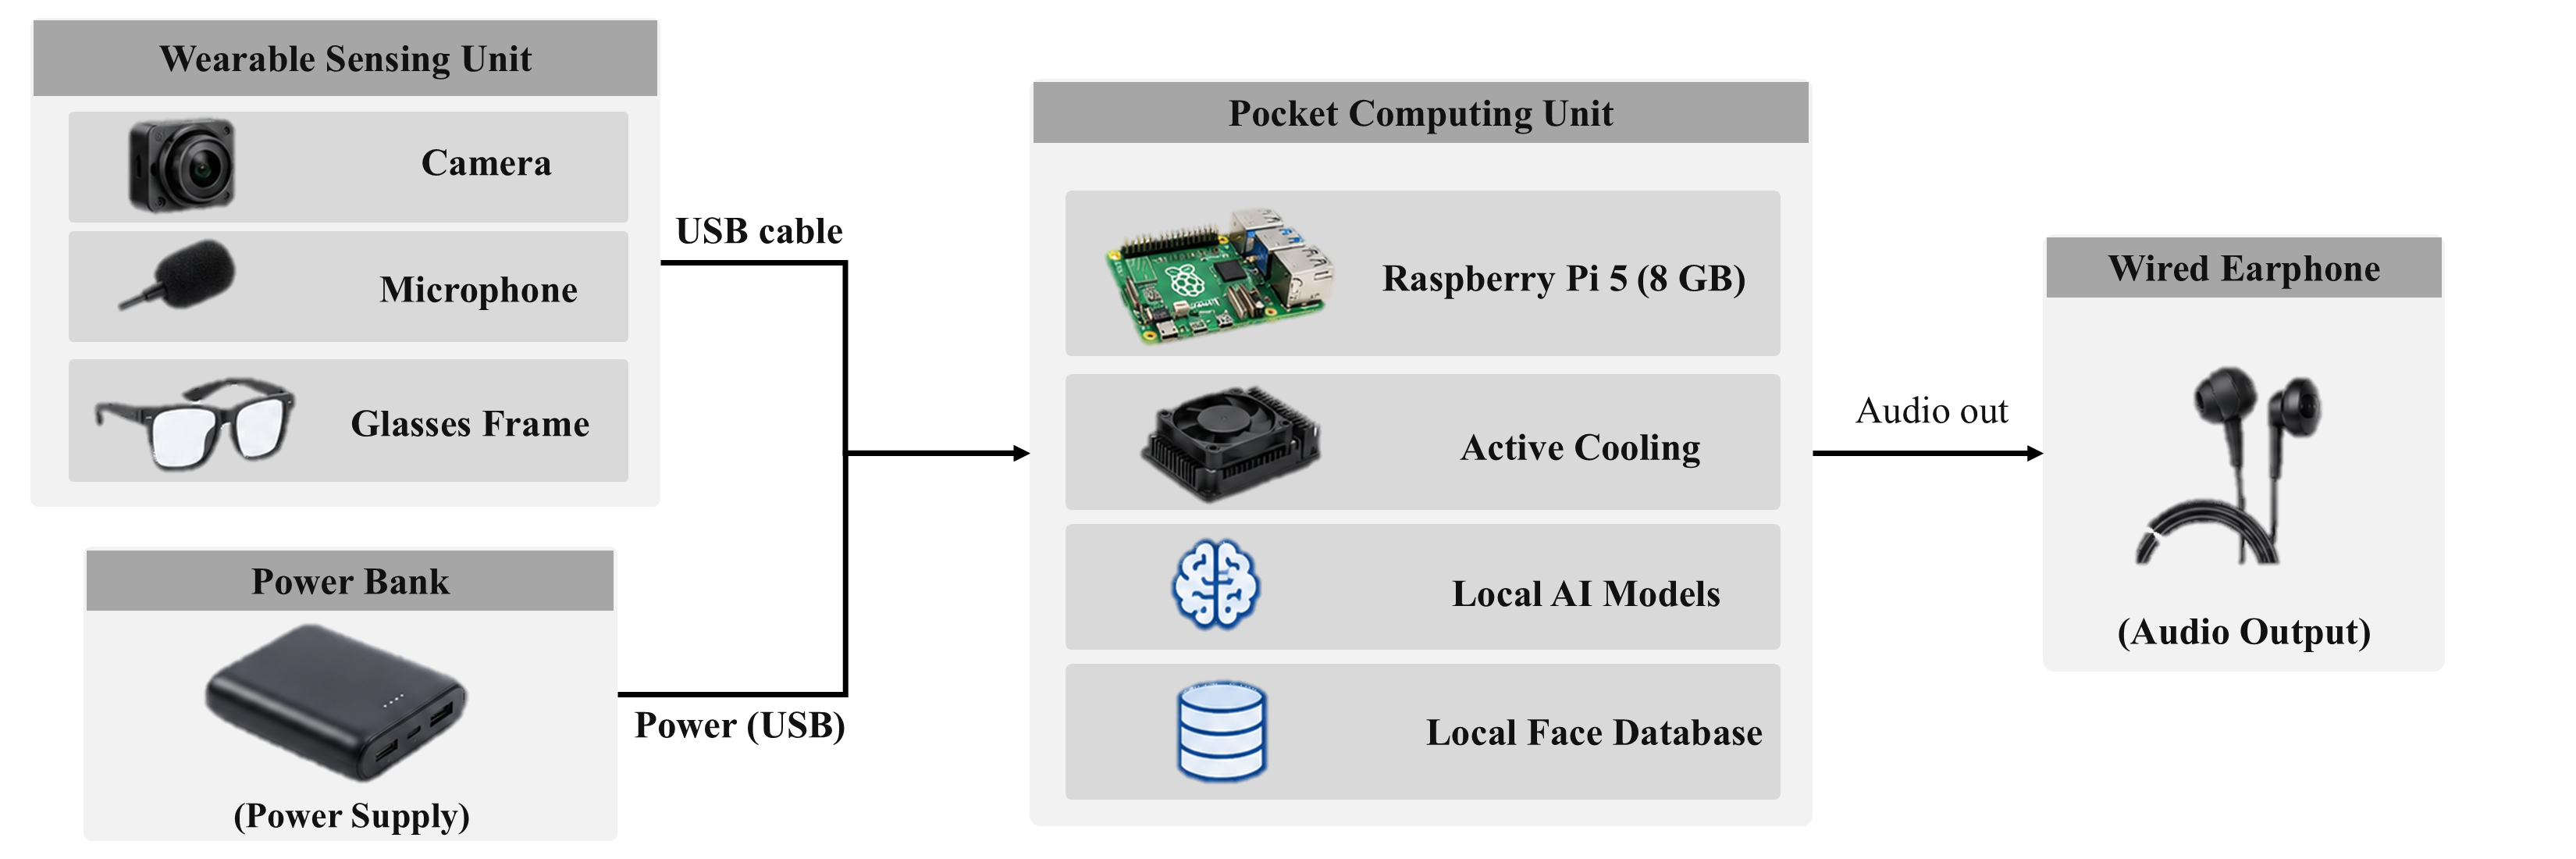 Wearable Sensing Unit
Camera
Microphone
Glasses Frame
USB cable
Power Bank
(Power Supply)
Power (USB)
Pocket Computing Unit
Raspberry Pi 5 (8 GB)
Active Cooling
Local AI Models
Local Face Database
Audio out
Wired Earphone
(Audio Output)